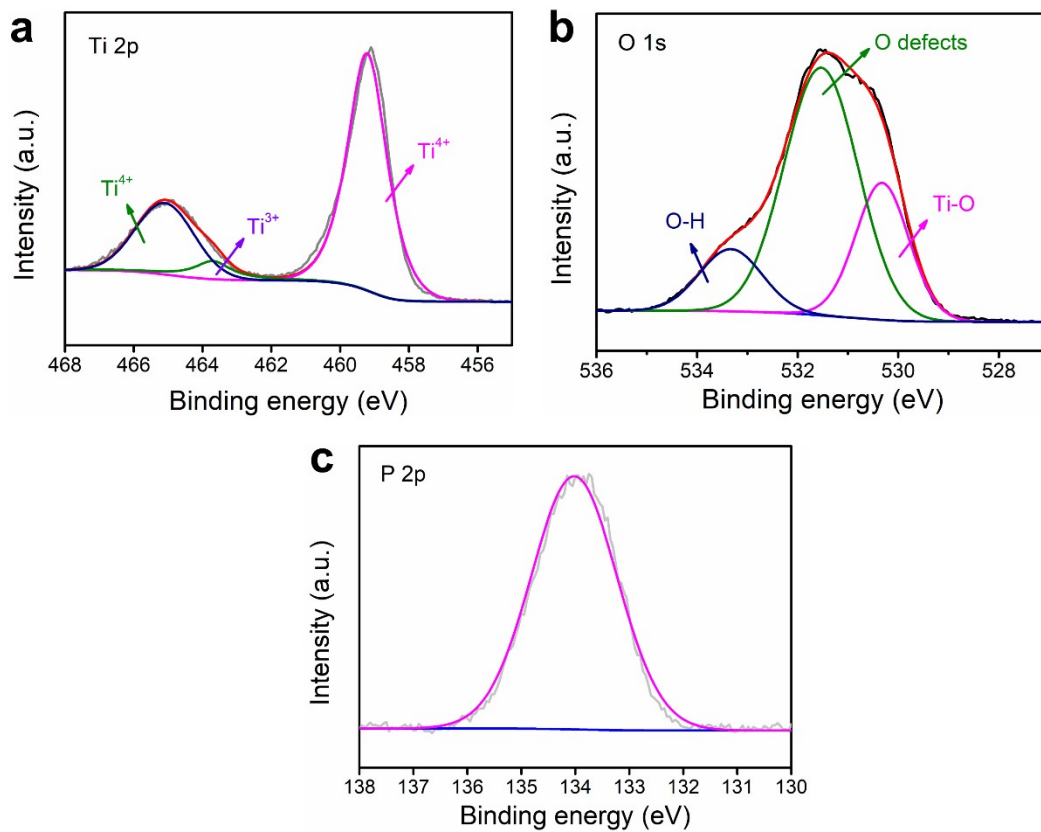 a
Ti 2p
Ti⁴⁺
Ti³⁺
Ti⁴⁺
Intensity (a.u.)
468 466 464 462 460 458 456
Binding energy (eV)
b
O 1s
O defects
O-H
Ti-O
Intensity (a.u.)
536 534 532 530 528
Binding energy (eV)
c
P 2p
Intensity (a.u.)
138 137 136 135 134 133 132 131 130
Binding energy (eV)